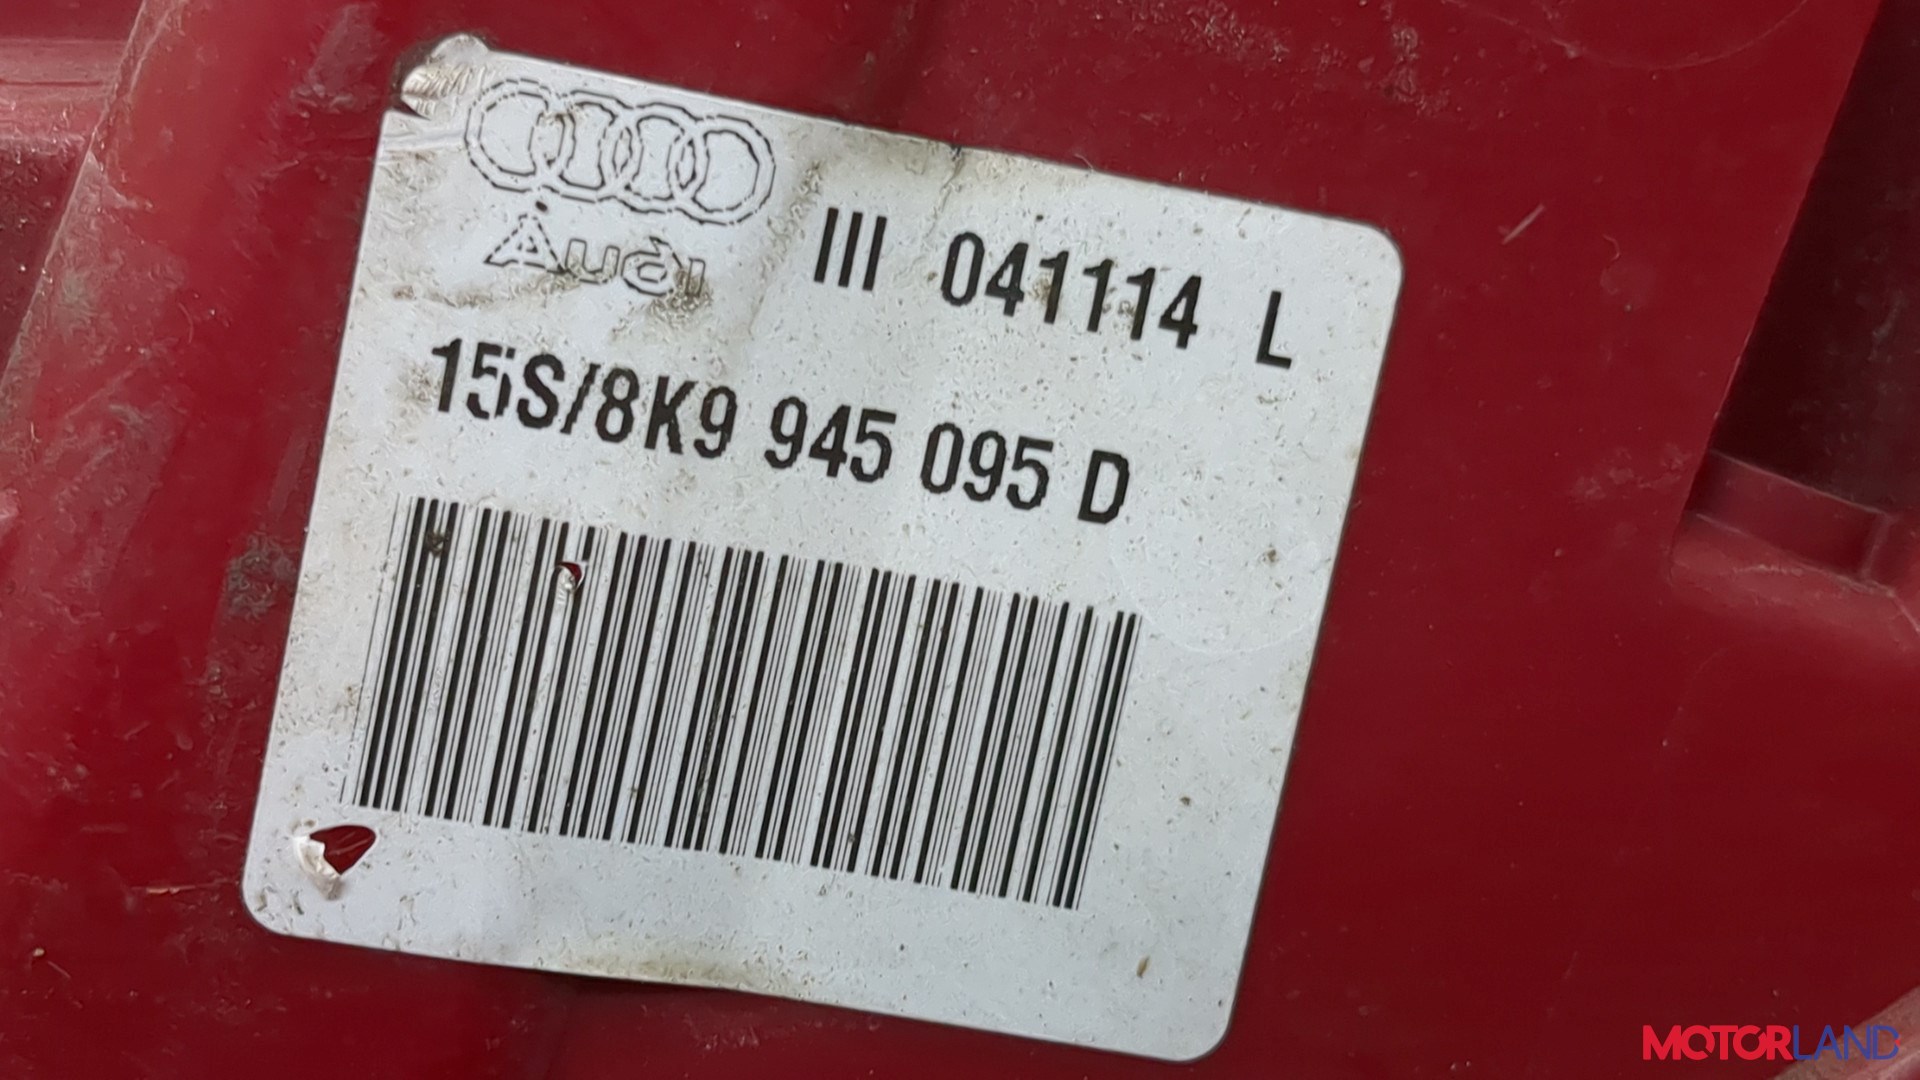 Audi
III 041114 L
15S/8K9 945 095 D
MOTORLAND